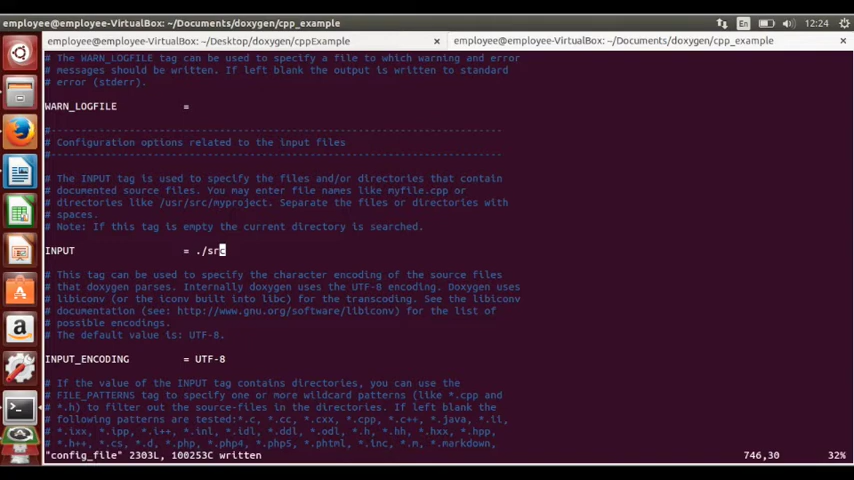 employee@employee-VirtualBox: ~/Documents/doxygen/cpp_example
En
12:24
employee@employee-VirtualBox: ~/Desktop/doxygen/cppExample
employee@employee-VirtualBox: ~/Documents/doxygen/cpp_example
# The WARN_LOGFILE tag can be used to specify a file to which warning and error
# messages should be written. If left blank the output is written to standard
# error (stderr).
WARN_LOGFILE           =
#---------------------------------------------------------------------------
# Configuration options related to the input files
#---------------------------------------------------------------------------
# The INPUT tag is used to specify the files and/or directories that contain
# documented source files. You may enter file names like myfile.cpp or
# directories like /usr/src/myproject. Separate the files or directories with
# spaces.
# Note: If this tag is empty the current directory is searched.
INPUT                  = ./src
# This tag can be used to specify the character encoding of the source files
# that doxygen parses. Internally doxygen uses the UTF-8 encoding. Doxygen uses
# libiconv (or the iconv built into libc) for the transcoding. See the libiconv
# documentation (see: http://www.gnu.org/software/libiconv) for the list of
# possible encodings.
# The default value is: UTF-8.
INPUT_ENCODING         = UTF-8
# If the value of the INPUT tag contains directories, you can use the
# FILE_PATTERNS tag to specify one or more wildcard patterns (like *.cpp and
# *.h) to filter out the source-files in the directories. If left blank the
# following patterns are tested:*.c, *.cc, *.cxx, *.cpp, *.c++, *.java, *.ii,
# *.ixx, *.ipp, *.i++, *.inl, *.idl, *.ddl, *.odl, *.h, *.hh, *.hxx, *.hpp,
# *.h++, *.cs, *.d, *.php, *.php4, *.php5, *.phtml, *.inc, *.m, *.markdown,
"config_file" 2303L, 100253C written
746,30
32%